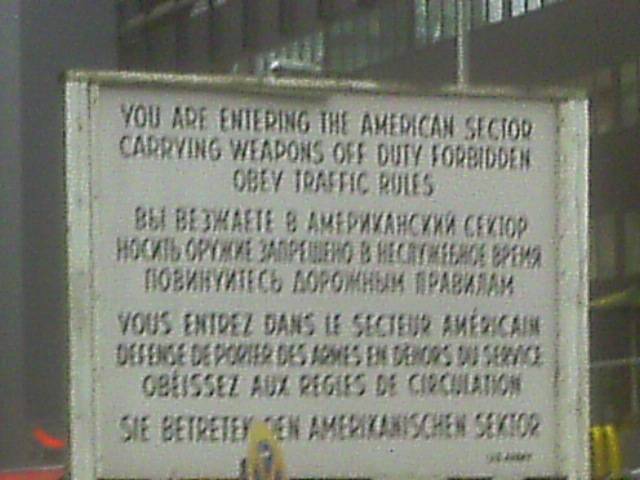 YOU ARE ENTERING THE AMERICAN SECTOR
CARRYING WEAPONS OFF DUTY FORBIDDEN
OBEY TRAFFIC RULES
ВЫ ВЕЗЖАЕТЕ В АМЕРИКАНСКИЙ СЕКТОР
НОСИТЬ ОРУЖИЕ ЗАПРЕЩЕНО В НЕСЛУЖЕБНОЕ ВРЕМЯ
ПОВИНУЙТЕСЬ ДОРОЖНЫМ ПРАВИЛАМ
VOUS ENTREZ DANS LE SECTEUR AMÉRICAIN
DEFENSE DE PORTER DES ARMES EN DEHORS DU SERVICE
OBÉISSEZ AUX REGLES DE CIRCULATION
SIE BETRETEN DEN AMERIKANISCHEN SEKTOR
US ARMY